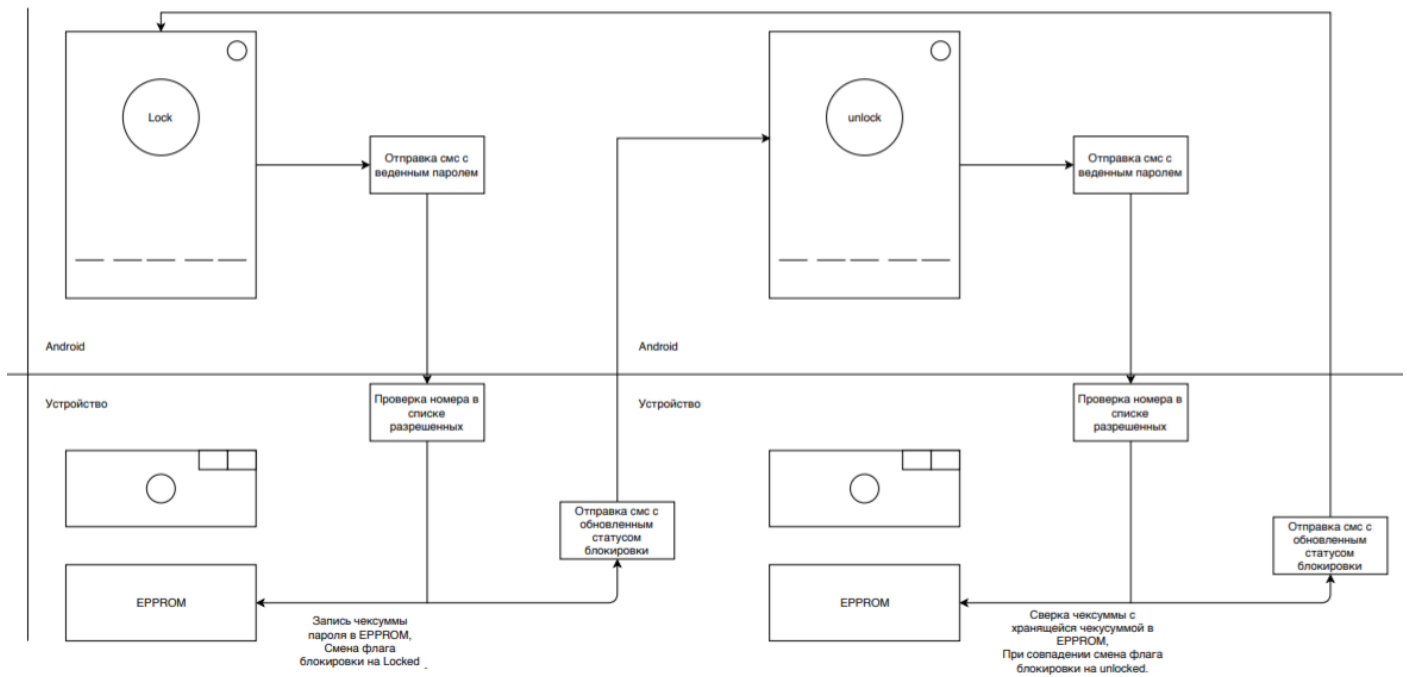 Lock
Отправка смс с
веденным паролем
Android
Устройство
Проверка номера в
списке
разрешенных
EPPROM
Запись чексуммы
пароля в EPPROM,
Смена флага
блокировки на Locked
Отправка смс с
обновленным
статусом
блокировки
unlock
Отправка смс с
веденным паролем
Android
Устройство
Проверка номера в
списке
разрешенных
EPPROM
Сверка чексуммы с
хранящейся чекусуммой в
EPPROM,
При совпадении смена флага
блокировки на unlocked.
Отправка смс с
обновленным
статусом
блокировки